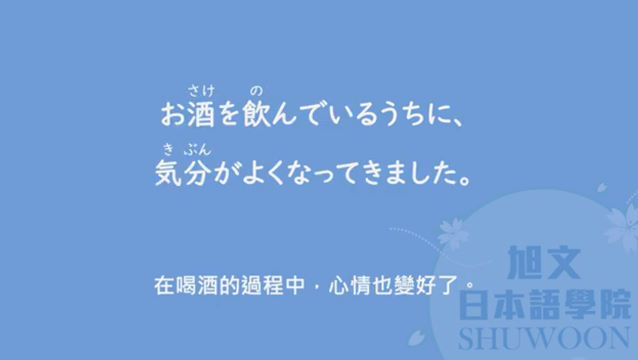 さけ の
お酒を飲んでいるうちに、
き ぶん
気分がよくなってきました。
在喝酒的過程中，心情也變好了。
旭文
日本語學院
SHUWOON